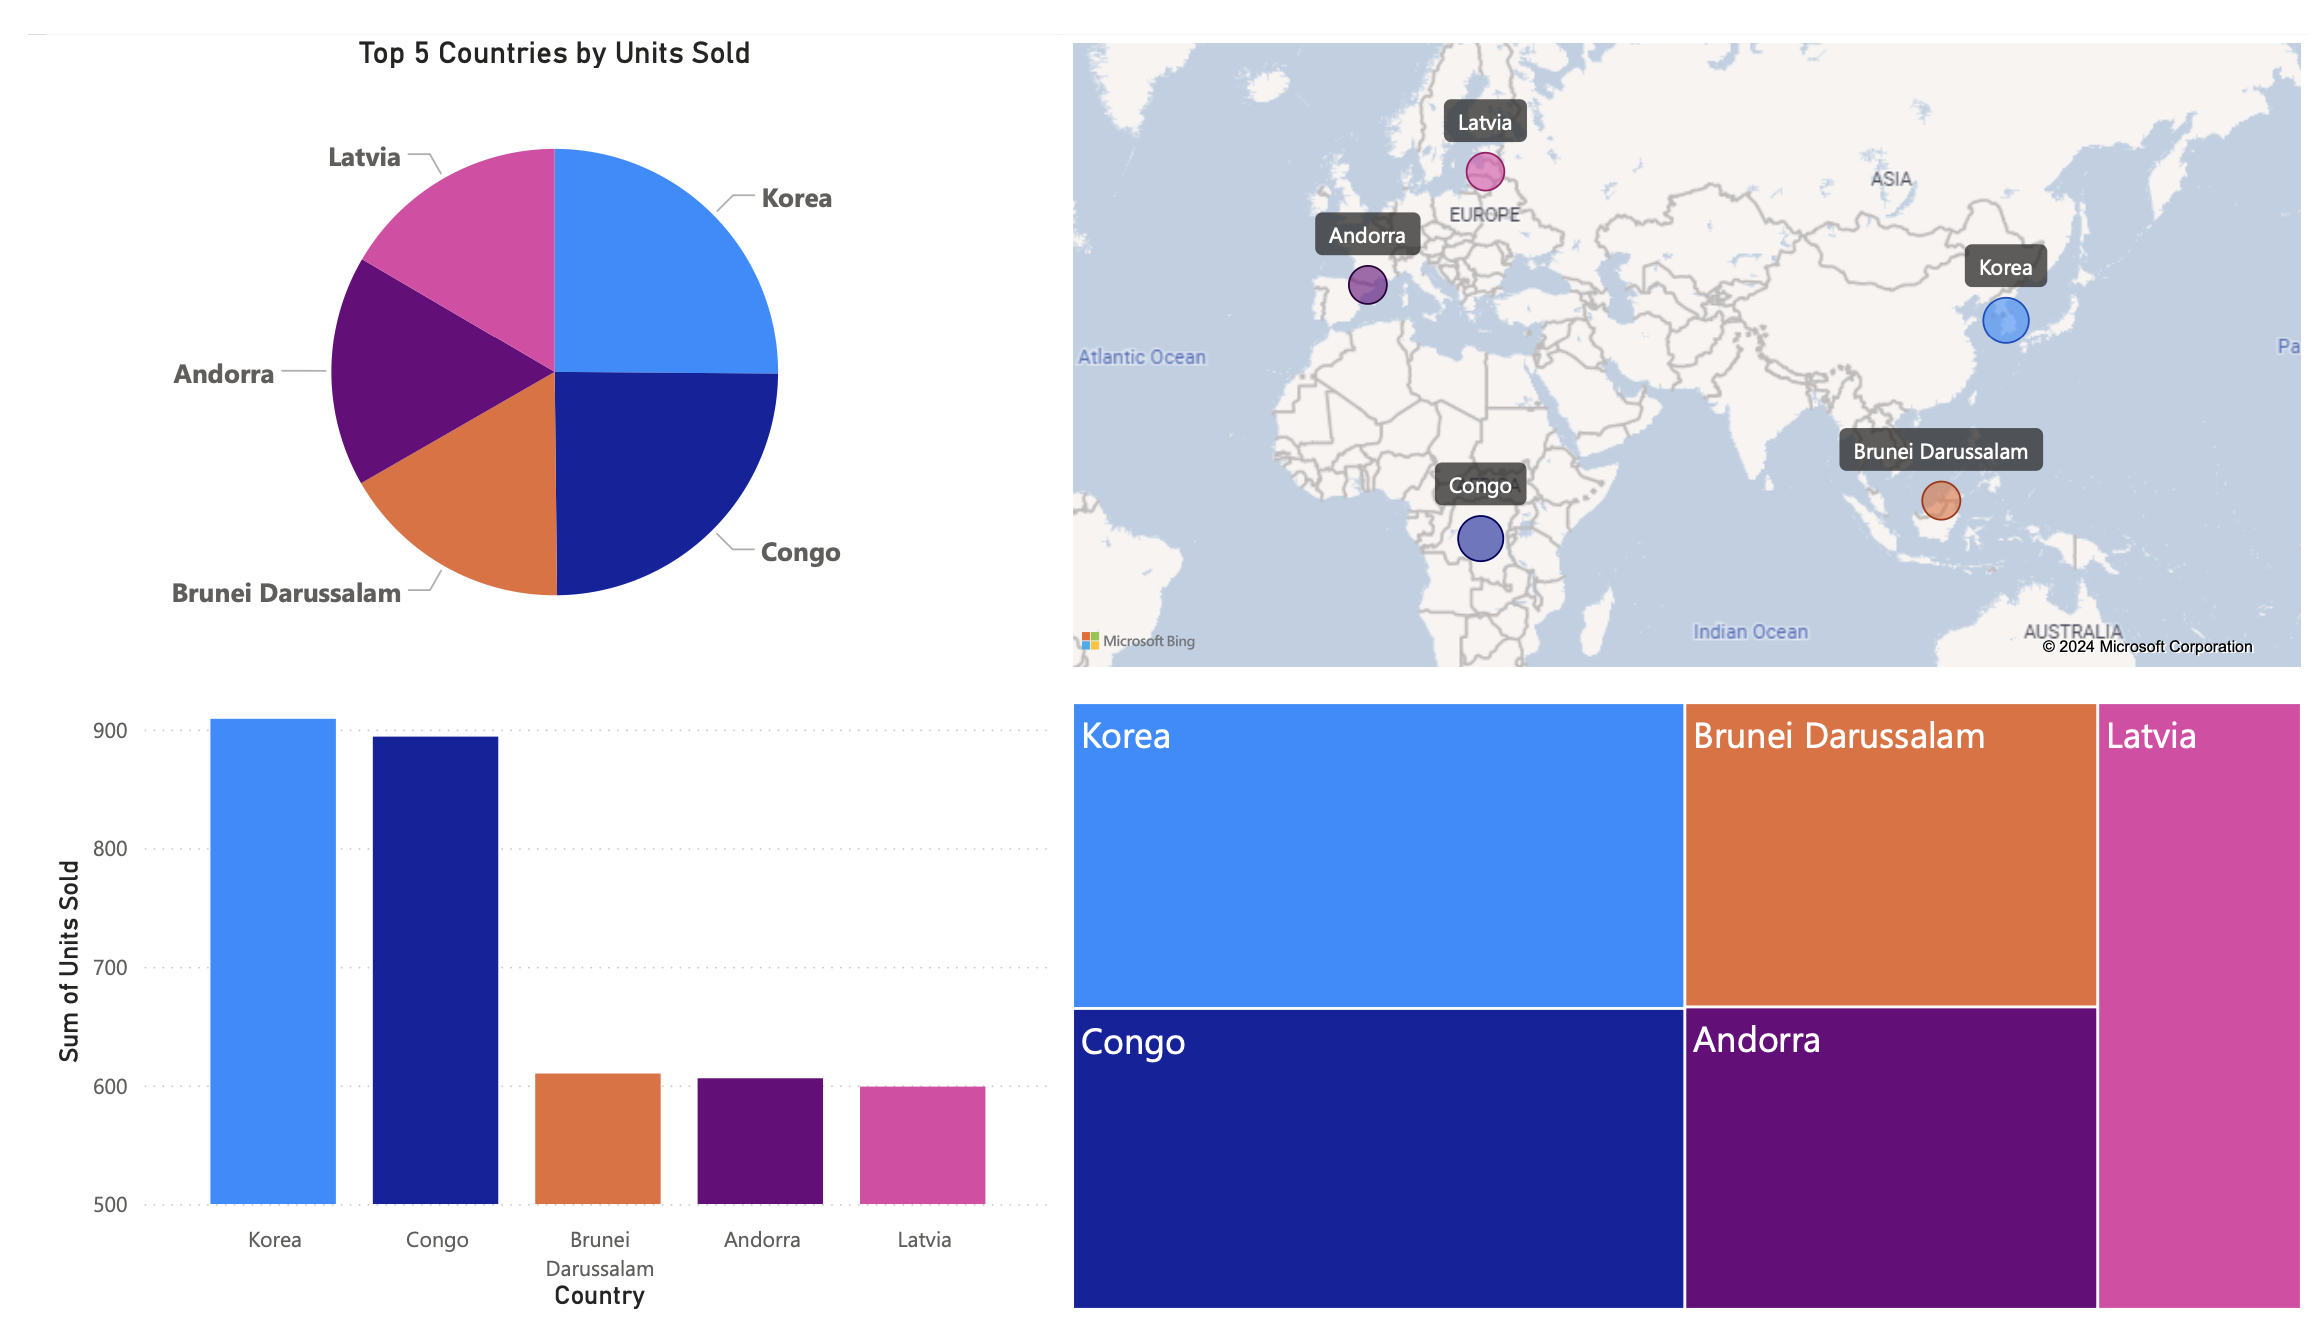 Top 5 Countries by Units Sold
Latvia
Korea
Andorra
Congo
Brunei Darussalam
Latvia
ASIA
EUROPE
Andorra
Korea
Atlantic Ocean
Brunei Darussalam
Congo
Indian Ocean
AUSTRALIA
Microsoft Bing
© 2024 Microsoft Corporation
900
800
700
600
500
Sum of Units Sold
Korea
Congo
Brunei
Darussalam
Andorra
Latvia
Country
Korea
Brunei Darussalam
Latvia
Congo
Andorra